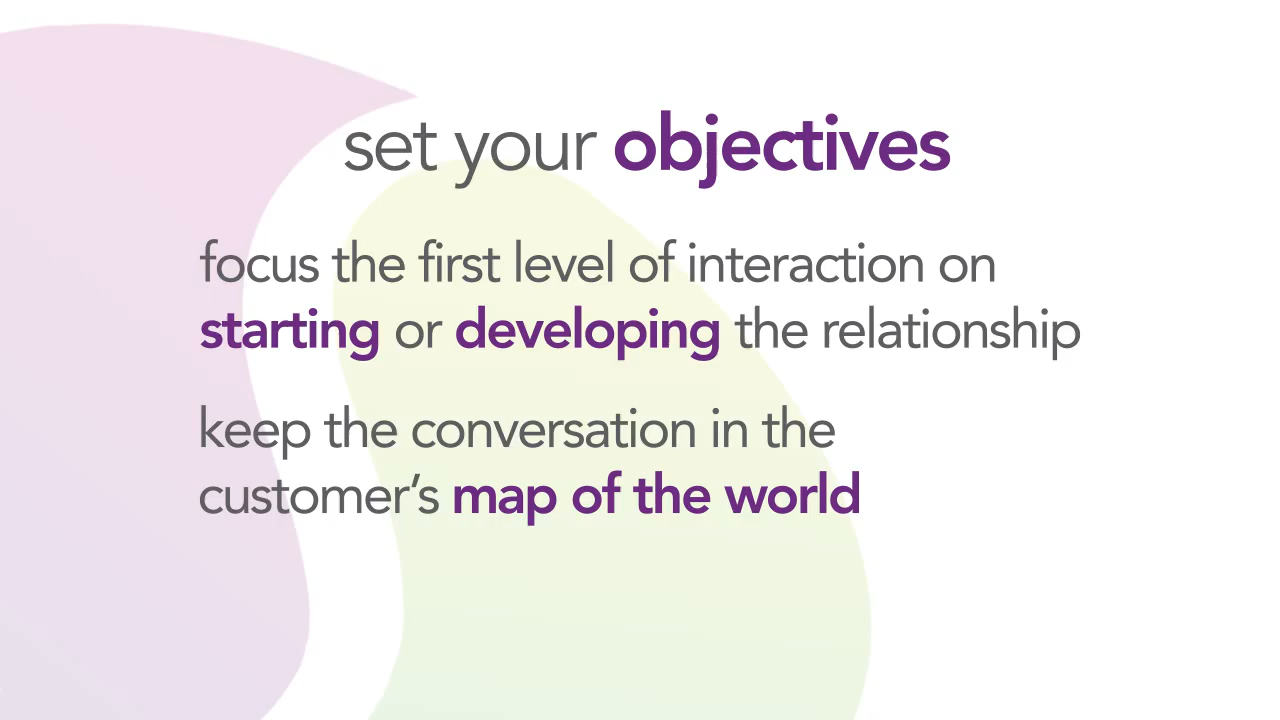 set your objectives
focus the first level of interaction on
starting or developing the relationship
keep the conversation in the
customer’s map of the world